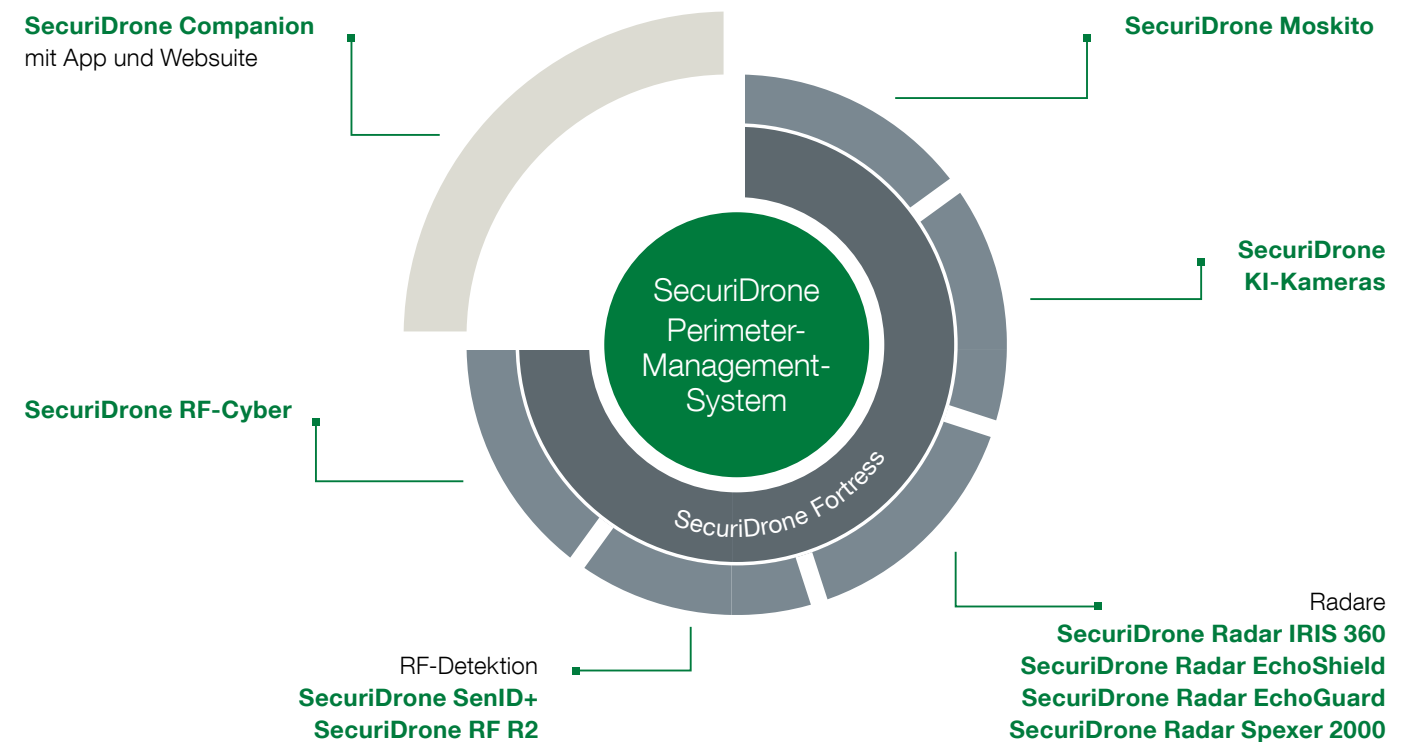 SecuriDrone Companion
mit App und Websuite
SecuriDrone Moskito
SecuriDrone
KI-Kameras
SecuriDrone
Perimeter-
Management-
System
SecuriDrone RF-Cyber
SecuriDrone Fortress
Radare
SecuriDrone Radar IRIS 360
SecuriDrone Radar EchoShield
SecuriDrone Radar EchoGuard
SecuriDrone Radar Spexer 2000
RF-Detektion
SecuriDrone SenID+
SecuriDrone RF R2